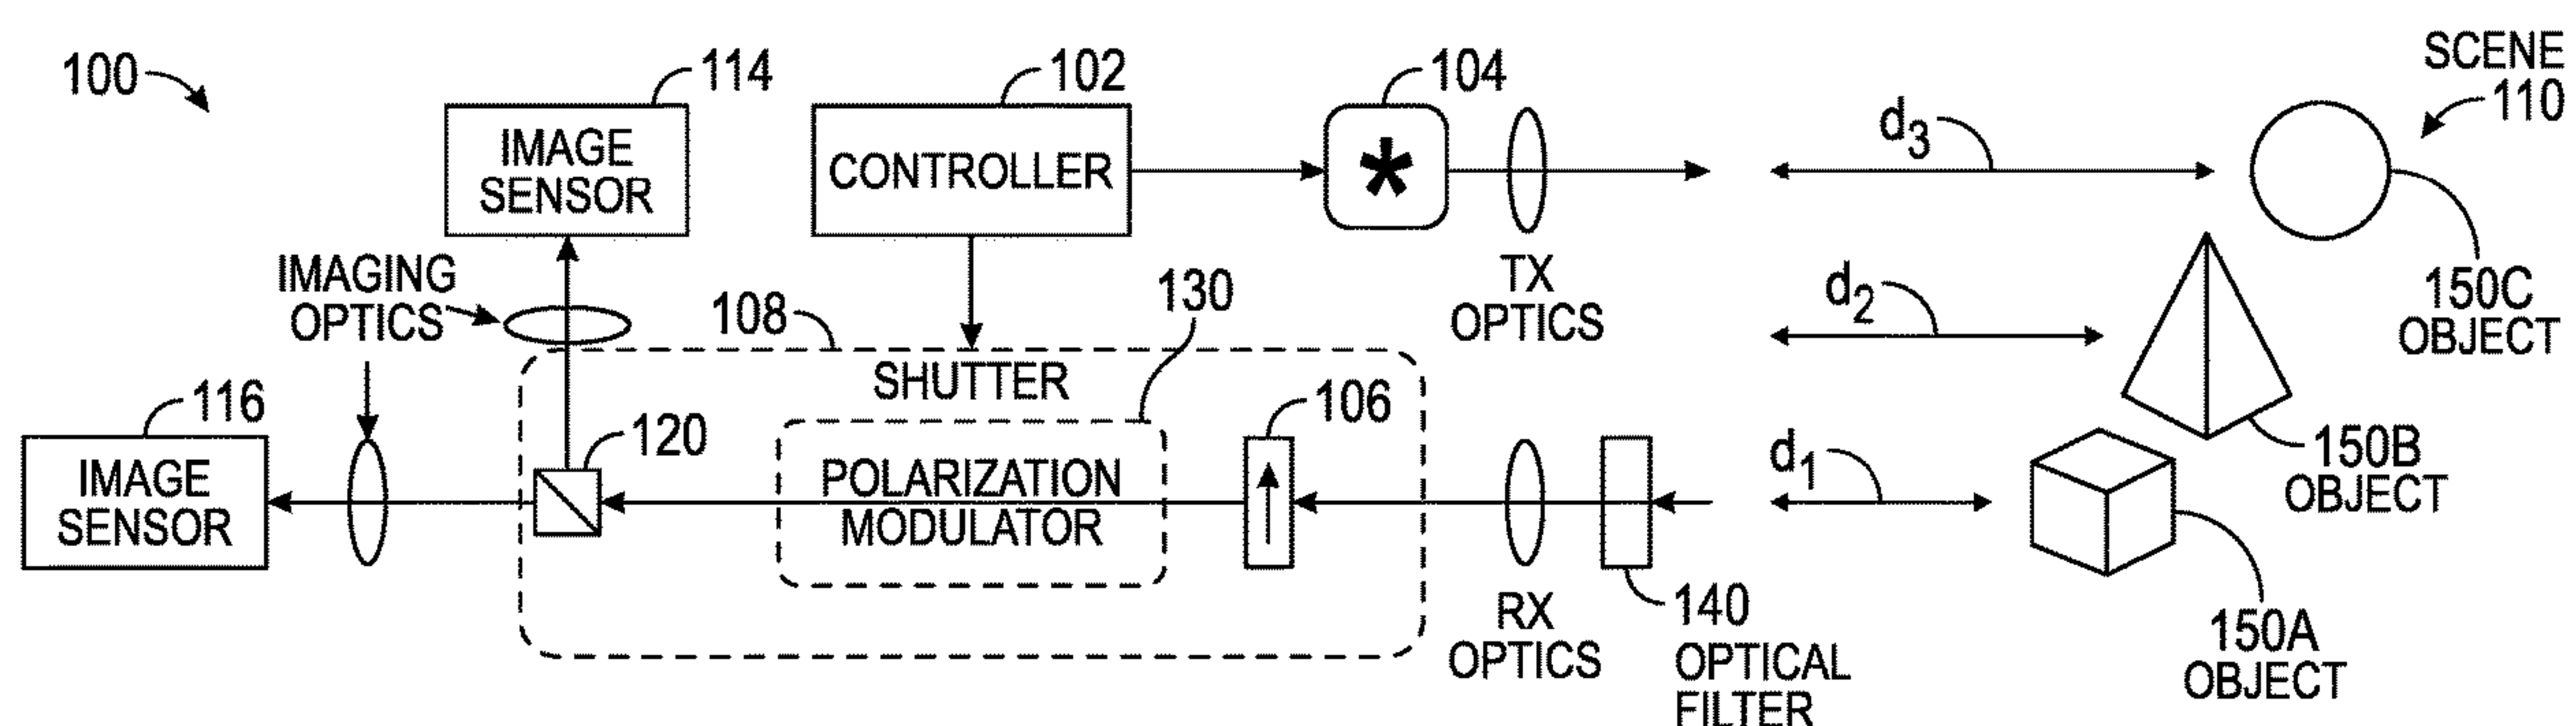 100
114
IMAGE
SENSOR
102
CONTROLLER
104
*
TX
OPTICS
d3
SCENE
110
150C
OBJECT
d2
150B
OBJECT
d1
150A
OBJECT
IMAGING
OPTICS
108
SHUTTER
130
POLARIZATION
MODULATOR
106
120
116
IMAGE
SENSOR
RX
OPTICS
140
OPTICAL
FILTER